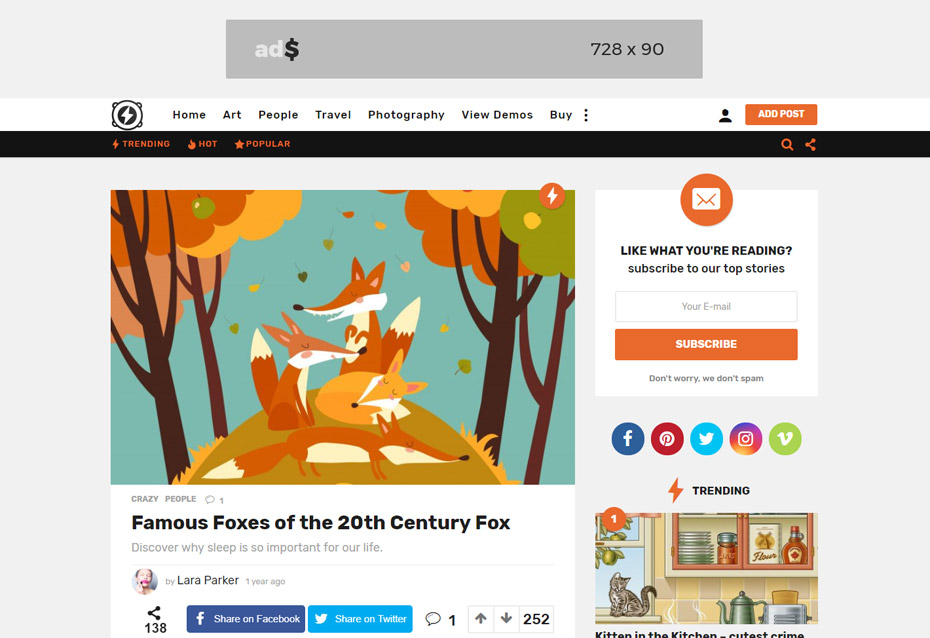 ad$
728 x 90
Home Art People Travel Photography View Demos Buy
ADD POST
TRENDING HOT POPULAR
LIKE WHAT YOU'RE READING?
subscribe to our top stories
Your E-mail
SUBSCRIBE
Don't worry, we don't spam
CRAZY PEOPLE 1
Famous Foxes of the 20th Century Fox
Discover why sleep is so important for our life.
by Lara Parker 1 year ago
138
Share on Facebook
Share on Twitter
1
252
TRENDING
1
Flour
Kitten in the Kitchen – cutest crime